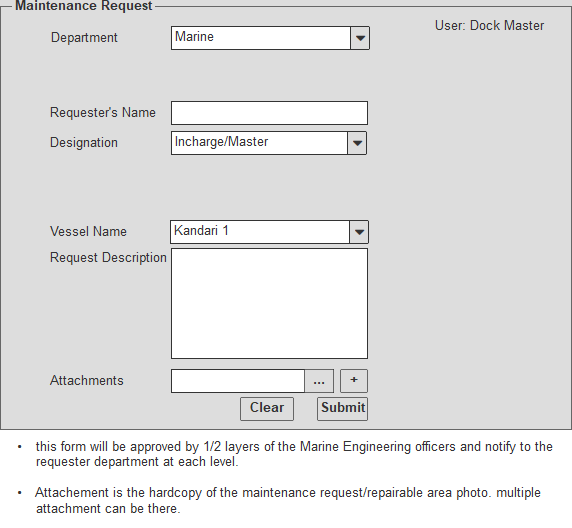 Maintenance Request
User: Dock Master
Department Marine
Requester's Name
Designation Incharge/Master
Vessel Name Kandari 1
Request Description
Attachments ... +
Clear Submit
• this form will be approved by 1/2 layers of the Marine Engineering officers and notify to the
requester department at each level.
• Attachement is the hardcopy of the maintenance request/repairable area photo. multiple
attachment can be there.